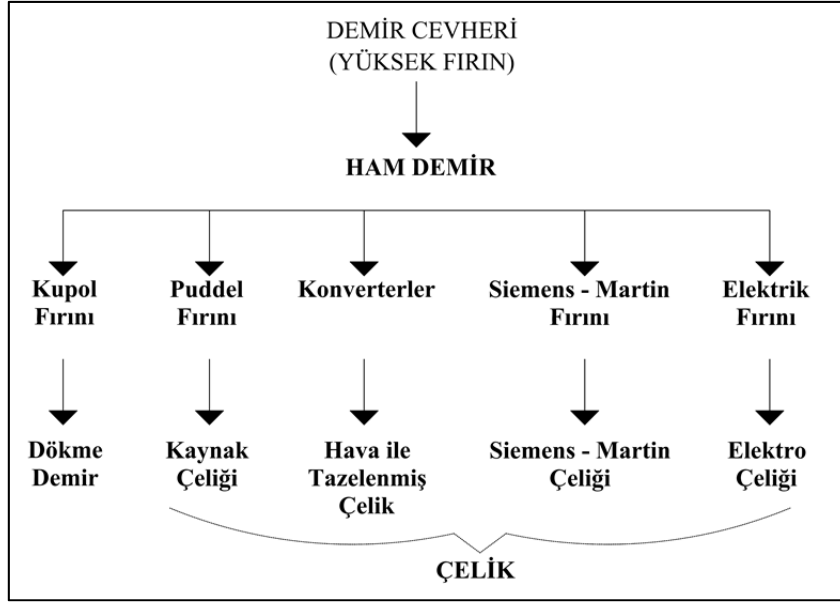 DEMİR CEVHERİ
(YÜKSEK FIRIN)
HAM DEMİR
Kupol
Fırını
Puddel
Fırını
Konverterler
Siemens - Martin
Fırını
Elektrik
Fırını
Dökme
Demir
Kaynak
Çeliği
Hava ile
Tazelenmiş
Çelik
Siemens - Martin
Çeliği
Elektro
Çeliği
ÇELİK